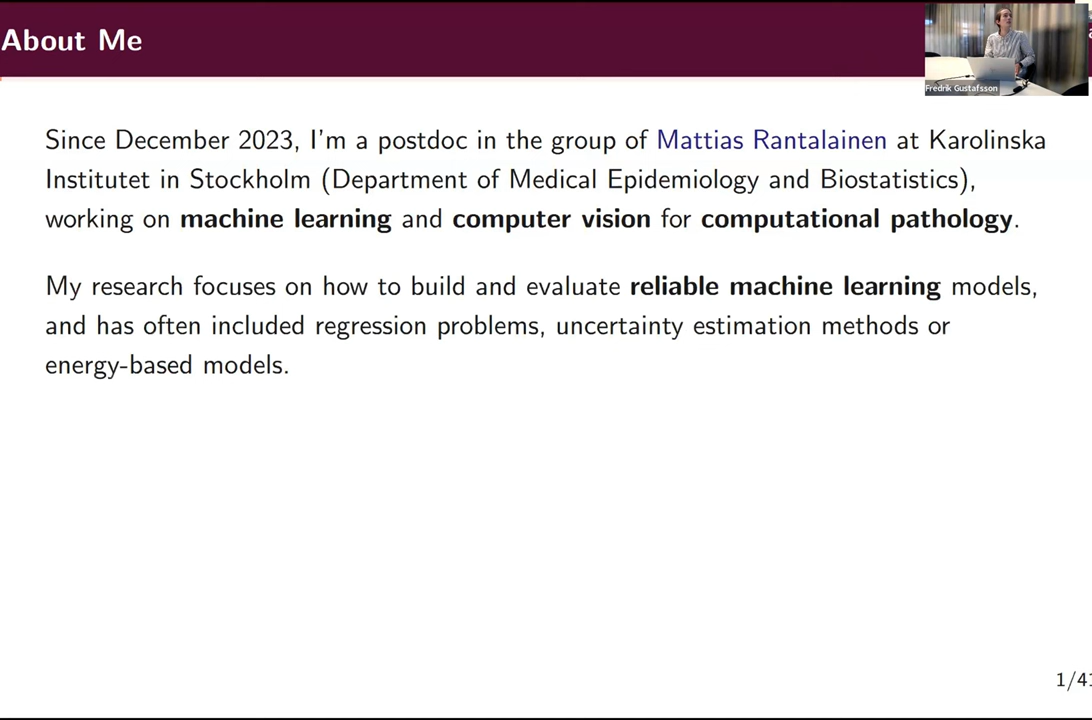 About Me
Fredrik Gustafsson
Since December 2023, I'm a postdoc in the group of Mattias Rantalainen at Karolinska
Institutet in Stockholm (Department of Medical Epidemiology and Biostatistics),
working on machine learning and computer vision for computational pathology.
My research focuses on how to build and evaluate reliable machine learning models,
and has often included regression problems, uncertainty estimation methods or
energy-based models.
1/41